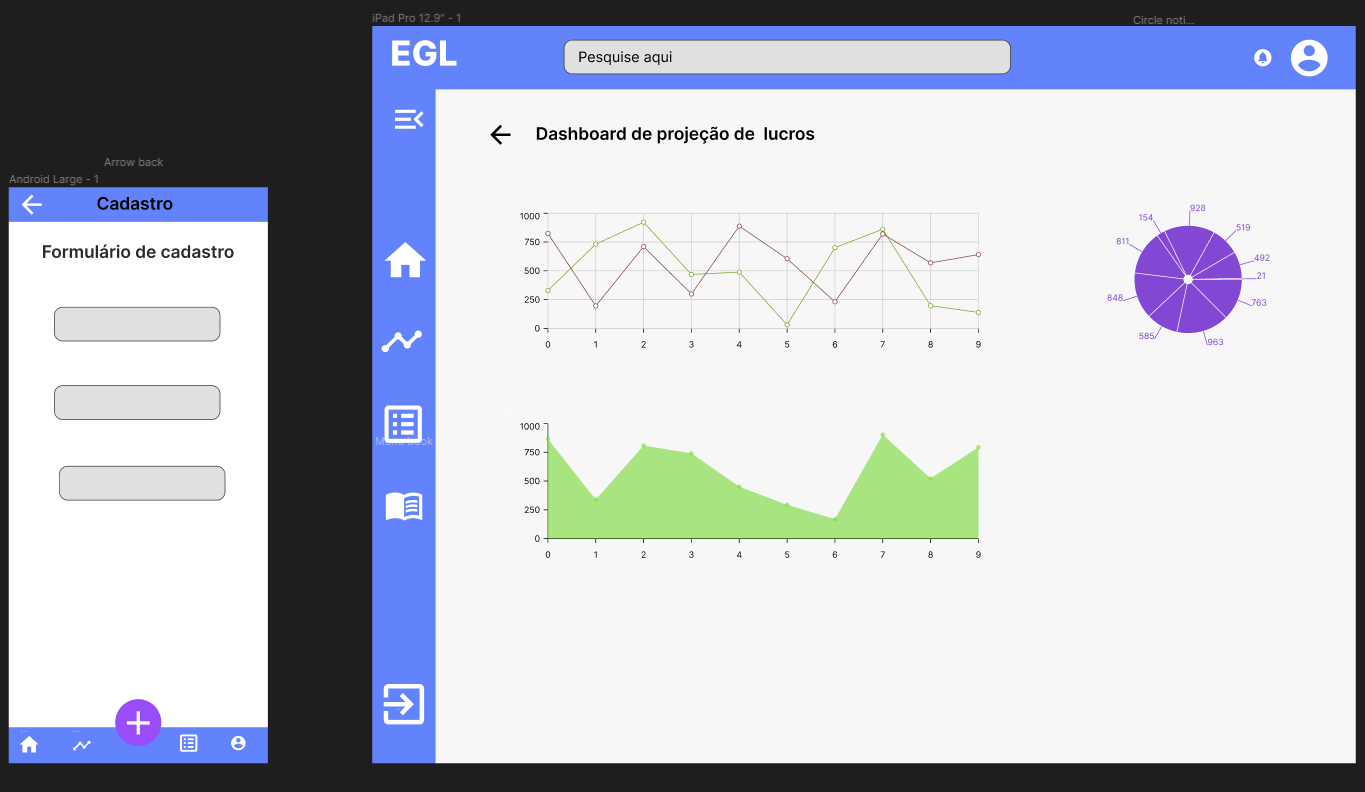 iPad Pro 12.9" - 1
Circle noti...
EGL
Pesquise aqui
Dashboard de projeção de  lucros
Arrow back
Android Large - 1
Cadastro
Formulário de cadastro
...
...
1000
750
500
250
0
0 1 2 3 4 5 6 7 8 9
928
154
519
811
492
21
848
763
585
963
Menu book
1000
750
500
250
0
0 1 2 3 4 5 6 7 8 9